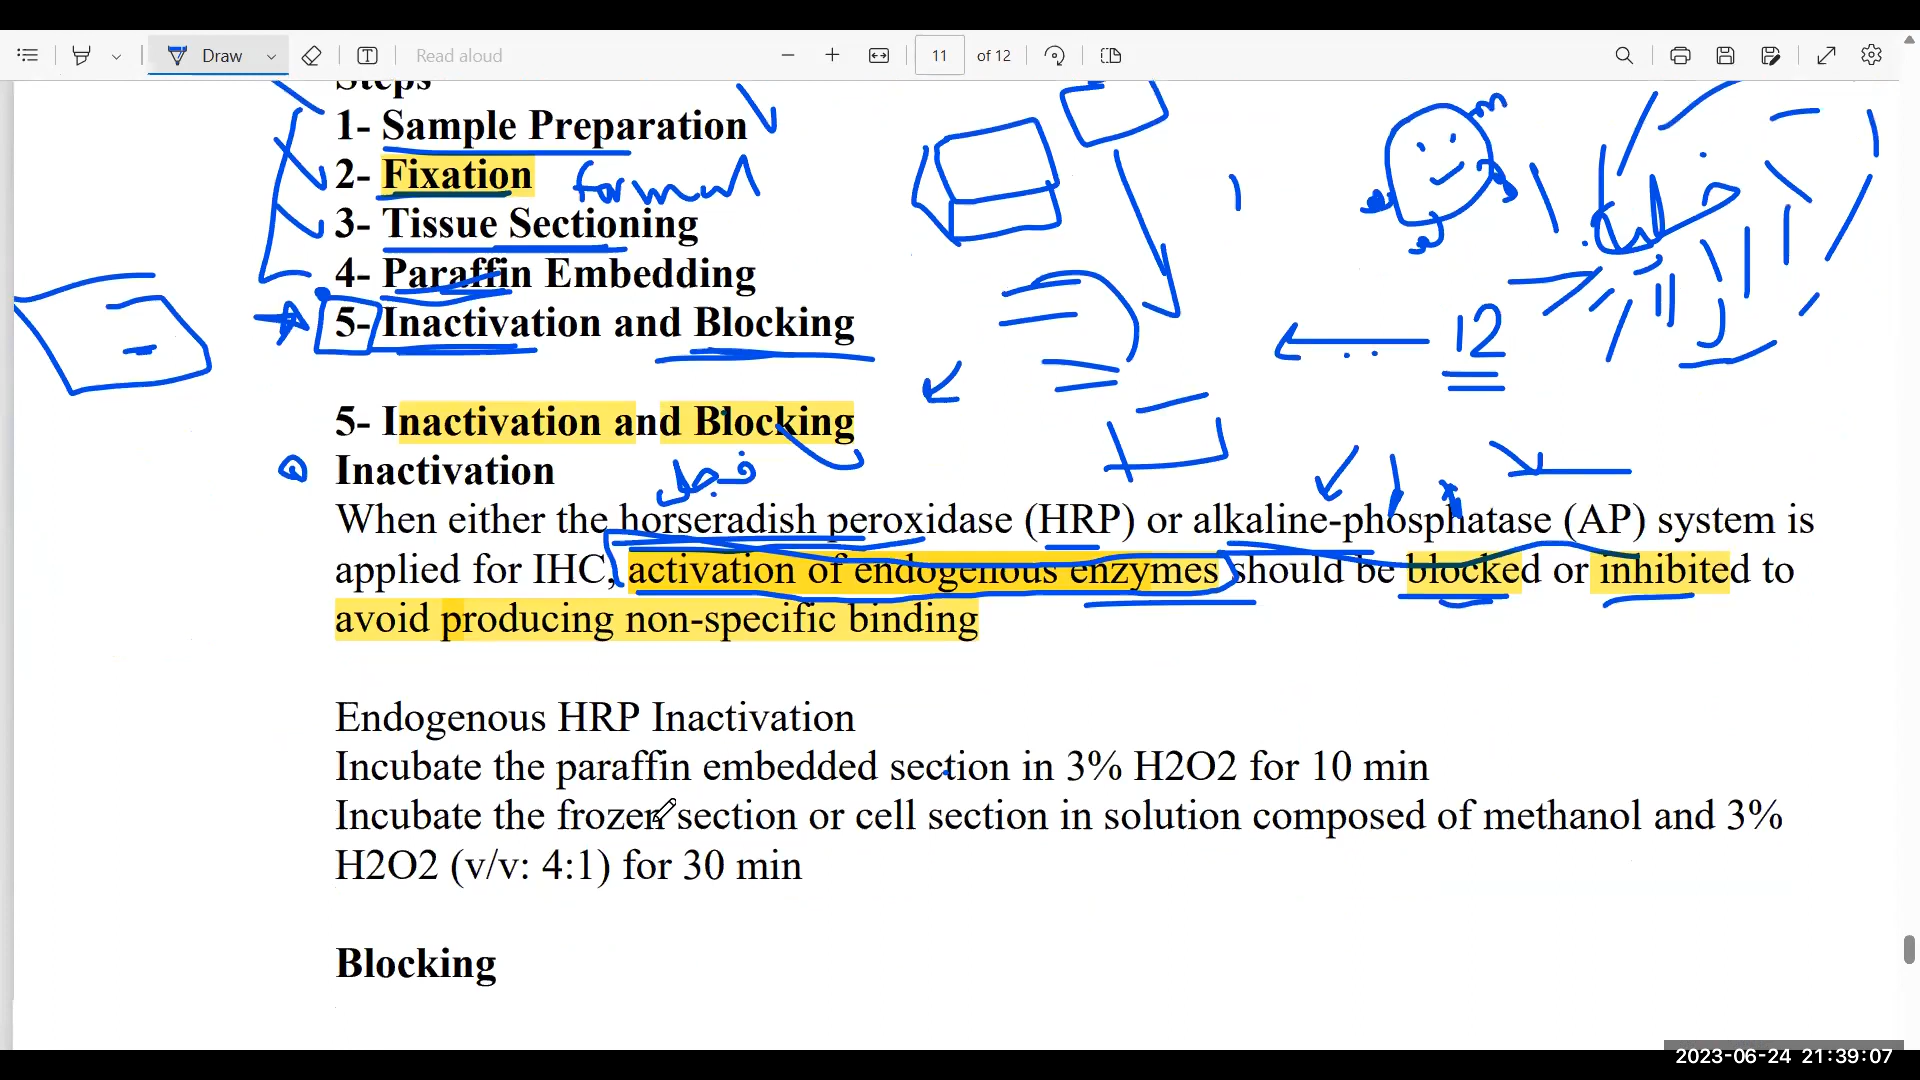 Draw
Read aloud
11 of 12
Steps
1- Sample Preparation
2- Fixation formal
3- Tissue Sectioning
4- Paraffin Embedding
5- Inactivation and Blocking
12
5- Inactivation and Blocking
Inactivation
فجل
When either the horseradish peroxidase (HRP) or alkaline-phosphatase (AP) system is
applied for IHC, activation of endogenous enzymes should be blocked or inhibited to
avoid producing non-specific binding
Endogenous HRP Inactivation
Incubate the paraffin embedded section in 3% H2O2 for 10 min
Incubate the frozen section or cell section in solution composed of methanol and 3%
H2O2 (v/v: 4:1) for 30 min
Blocking
2023-06-24 21:39:07